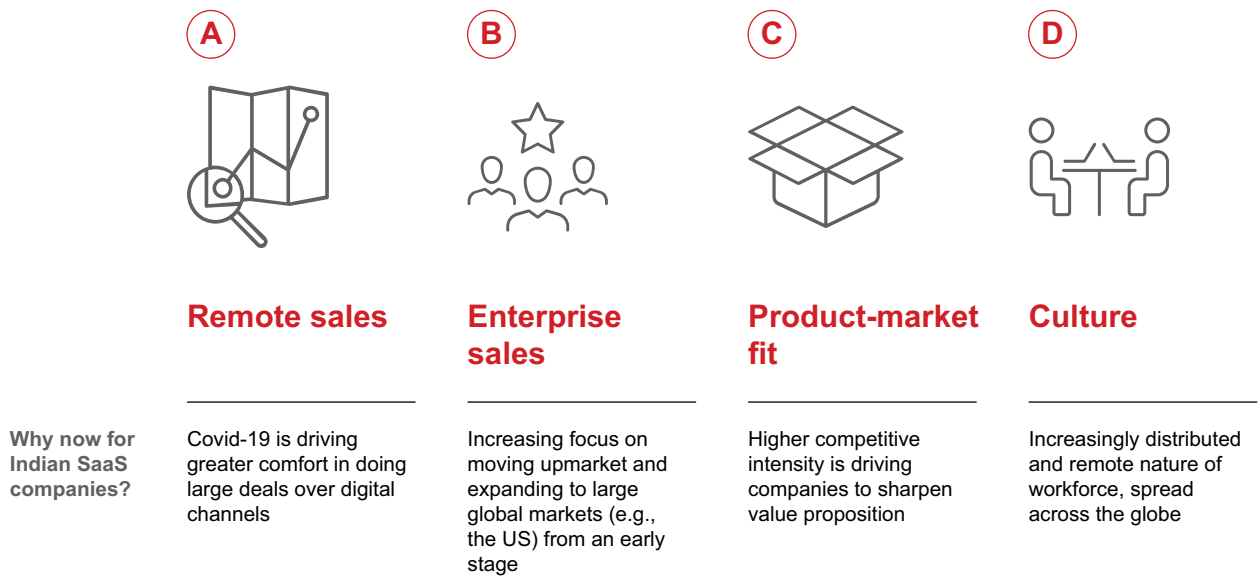 A
B
C
D
Remote sales
Enterprise
sales
Product-market
fit
Culture
Why now for
Indian SaaS
companies?
Covid-19 is driving
greater comfort in doing
large deals over digital
channels
Increasing focus on
moving upmarket and
expanding to large
global markets (e.g.,
the US) from an early
stage
Higher competitive
intensity is driving
companies to sharpen
value proposition
Increasingly distributed
and remote nature of
workforce, spread
across the globe